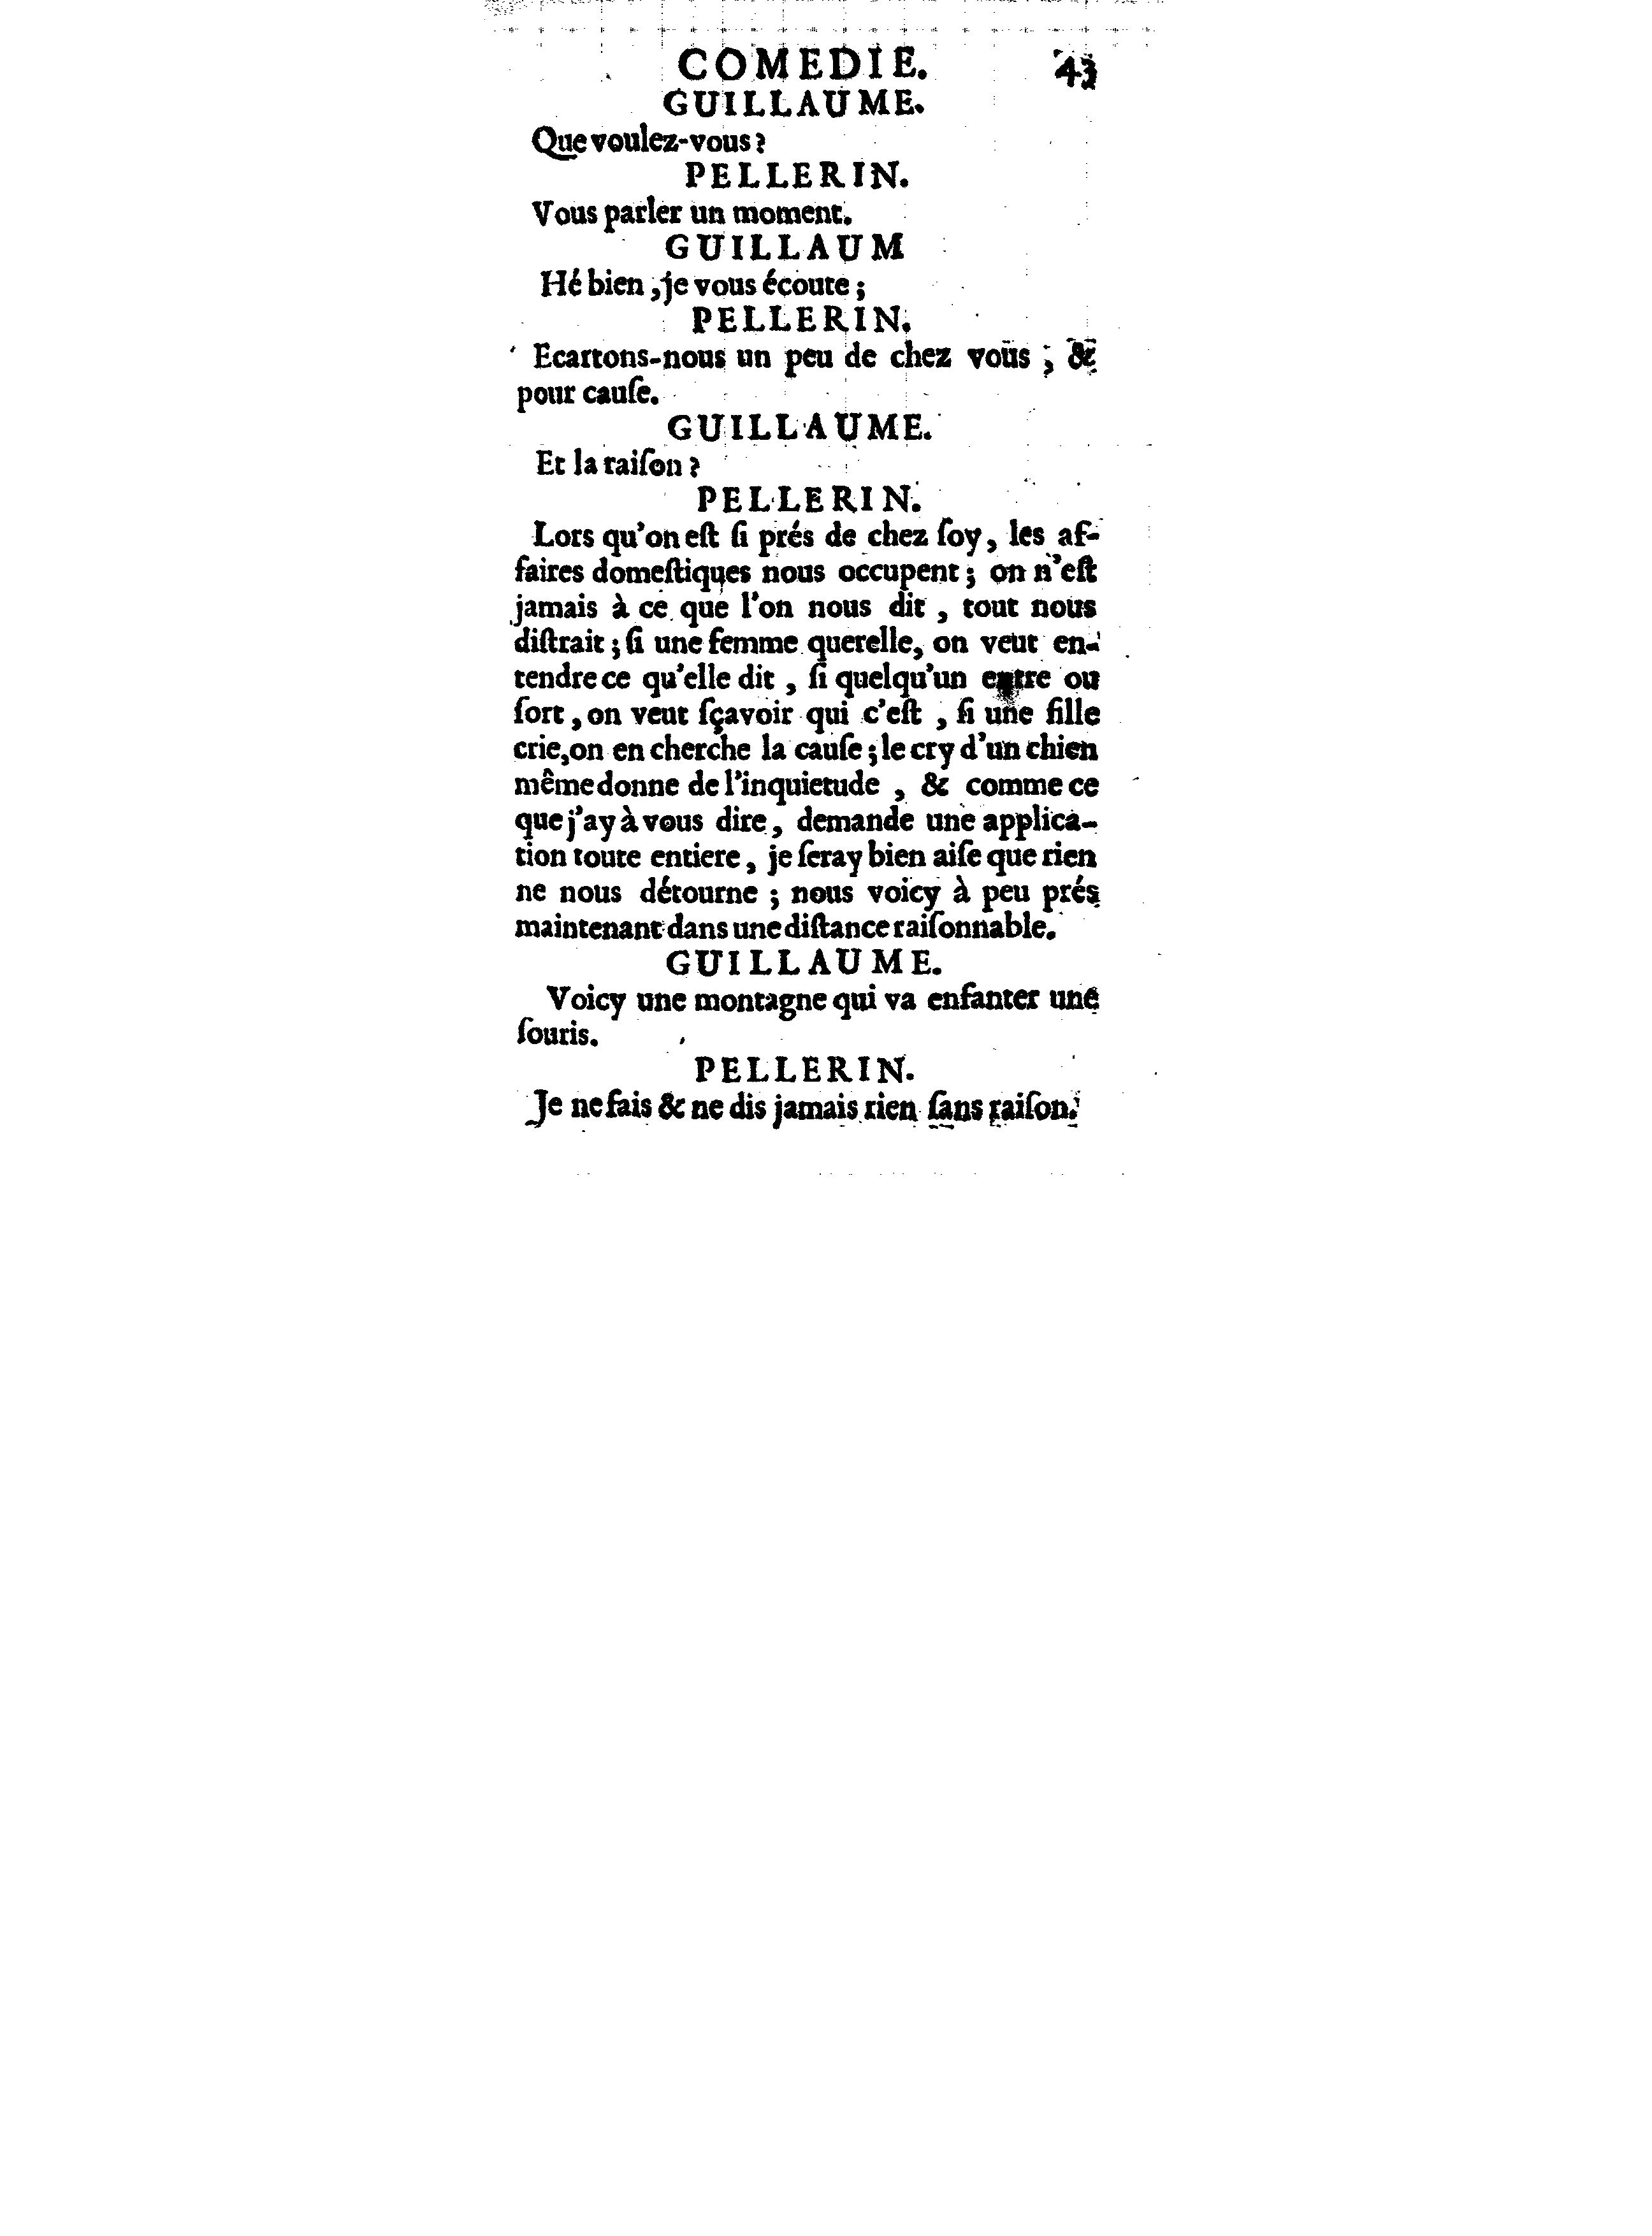 COMEDIE. 43
GUILLAUME.
Que voulez-vous ?
PELLERIN.
Vous parler un moment.
GUILLAUM
Hé bien , je vous écoute ;
PELLERIN.
Ecartons-nous un peu de chez vous ; &
pour cauſe.
GUILLAUME.
Et la raiſon ?
PELLERIN.
Lors qu'on eſt ſi prés de chez ſoy, les af-
faires domeſtiques nous occupent ; on n'eſt
jamais à ce que l'on nous dit , tout nous
diſtrait ; ſi une femme querelle, on veut en-
tendre ce qu'elle dit , ſi quelqu'un entre ou
ſort , on veut ſçavoir qui c'eſt , ſi une fille
crie, on en cherche la cauſe ; le cry d'un chien
même donne de l'inquietude , & comme ce
que j'ay à vous dire, demande une applica-
tion toute entiere, je ſeray bien aiſe que rien
ne nous détourne ; nous voicy à peu prés
maintenant dans une diſtance raiſonnable.
GUILLAUME.
Voicy une montagne qui va enfanter une
ſouris.
PELLERIN.
Je ne fais & ne dis jamais rien ſans raiſon.